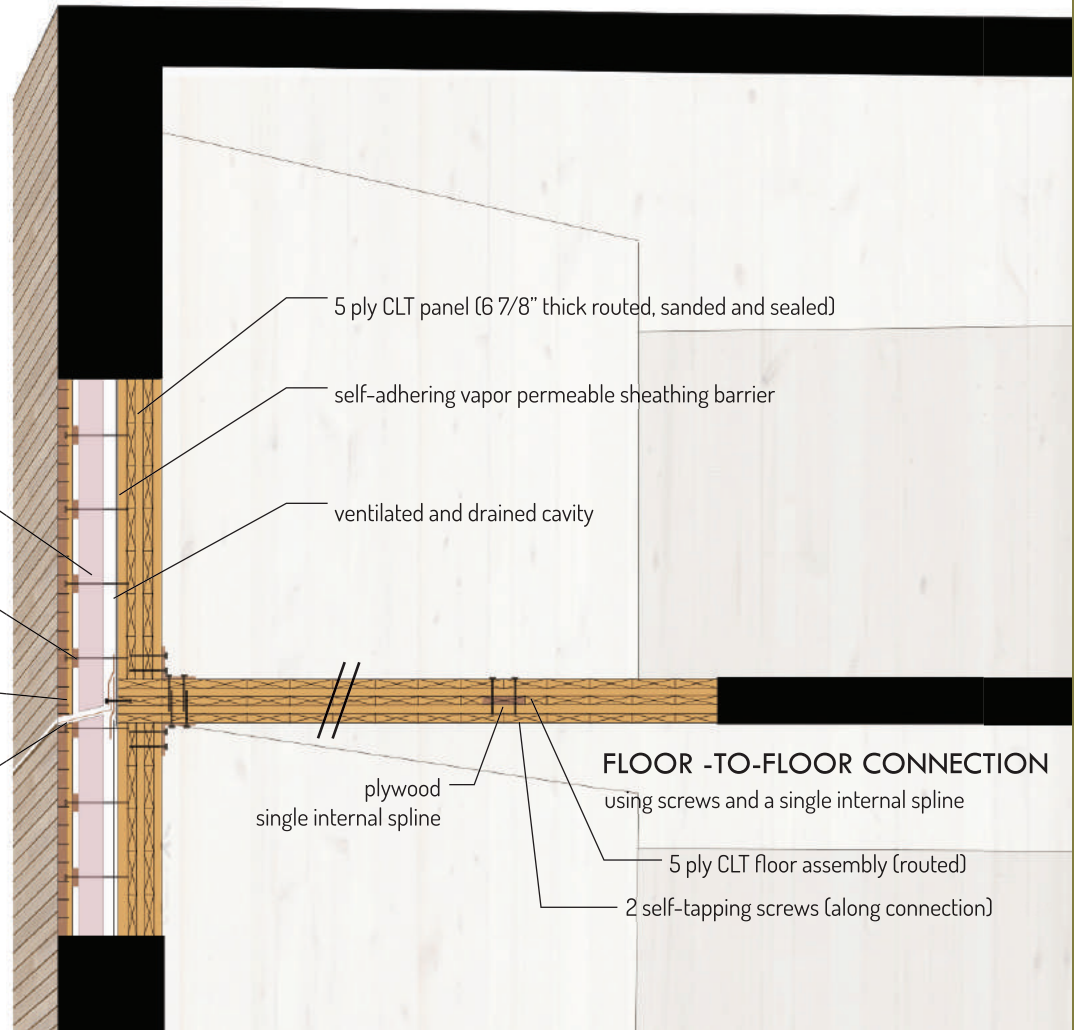 5 ply CLT panel (6 7/8” thick routed, sanded and sealed)
self-adhering vapor permeable sheathing barrier
ventilated and drained cavity
plywood
single internal spline
FLOOR -TO-FLOOR CONNECTION
using screws and a single internal spline
5 ply CLT floor assembly (routed)
2 self-tapping screws (along connection)